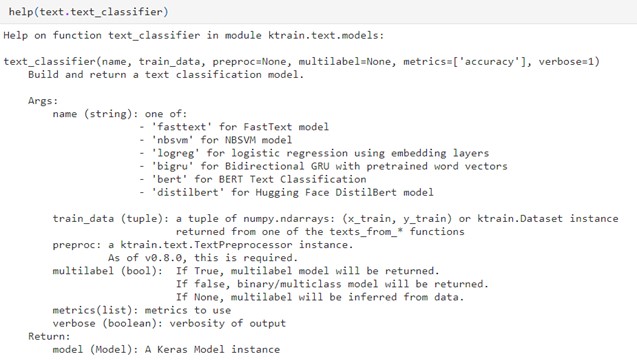 help(text.text_classifier)
Help on function text_classifier in module ktrain.text.models:
text_classifier(name, train_data, preproc=None, multilabel=None, metrics=['accuracy'], verbose=1)
Build and return a text classification model.
Args:
name (string): one of:
- 'fasttext' for FastText model
- 'nbsvm' for NBSVM model
- 'logreg' for logistic regression using embedding layers
- 'bigru' for Bidirectional GRU with pretrained word vectors
- 'bert' for BERT Text Classification
- 'distilbert' for Hugging Face DistilBert model
train_data (tuple): a tuple of numpy.ndarrays: (x_train, y_train) or ktrain.Dataset instance
returned from one of the texts_from_* functions
preproc: a ktrain.text.TextPreprocessor instance.
As of v0.8.0, this is required.
multilabel (bool): If True, multilabel model will be returned.
If false, binary/multiclass model will be returned.
If None, multilabel will be inferred from data.
metrics(list): metrics to use
verbose (boolean): verbosity of output
Return:
model (Model): A Keras Model instance